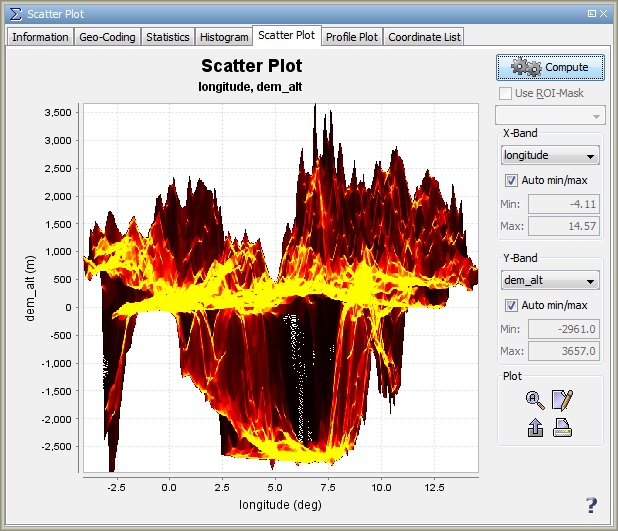 Scatter Plot
Information Geo-Coding Statistics Histogram Scatter Plot Profile Plot Coordinate List
Scatter Plot
longitude, dem_alt
3,500
3,000
2,500
2,000
1,500
1,000
500
0
-500
-1,000
-1,500
-2,000
-2,500
dem_alt (m)
-2.5 0.0 2.5 5.0 7.5 10.0 12.5
longitude (deg)
Compute
Use ROI-Mask
X-Band
longitude
Auto min/max
Min: -4.11
Max: 14.57
Y-Band
dem_alt
Auto min/max
Min: -2961.0
Max: 3657.0
Plot
?